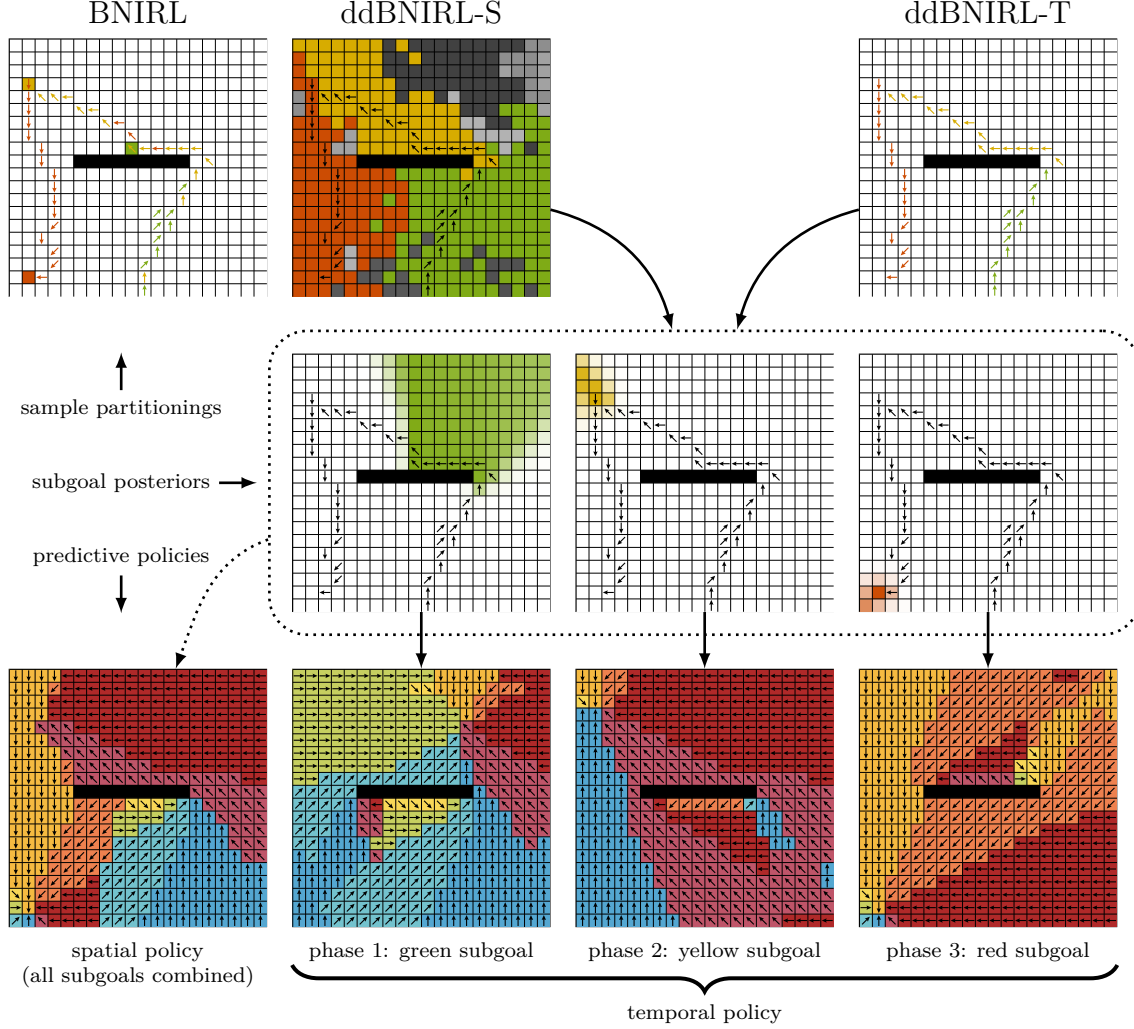 BNIRL
ddBNIRL-S
ddBNIRL-T
sample partitionings
subgoal posteriors
predictive policies
spatial policy
(all subgoals combined)
phase 1: green subgoal
phase 2: yellow subgoal
phase 3: red subgoal
temporal policy